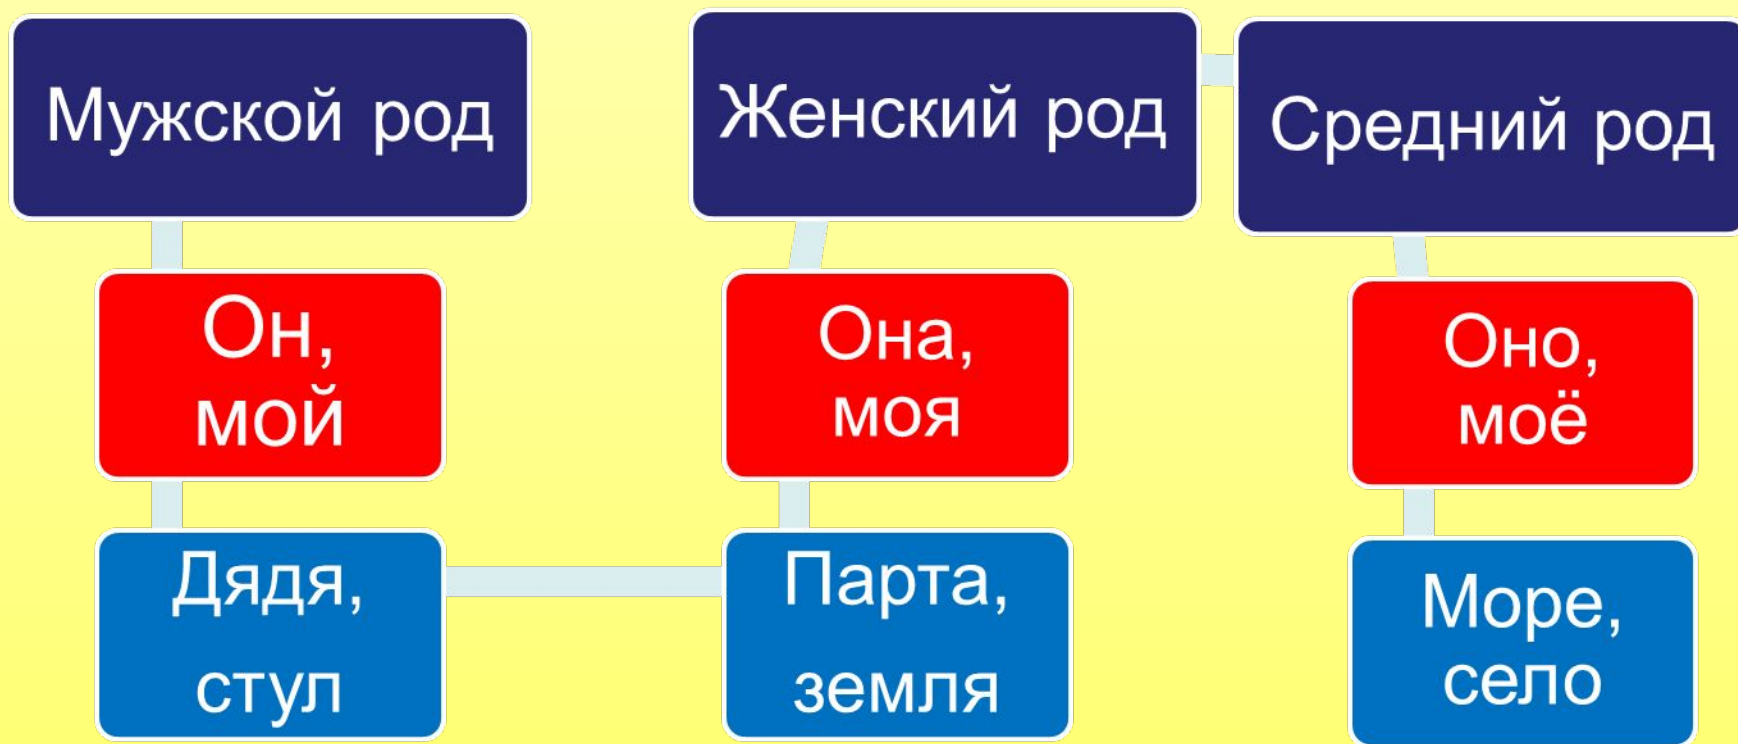 Мужской род
Он,
мой
Дядя,
стул
Женский род
Она,
моя
Парта,
земля
Средний род
Оно,
моё
Море,
село